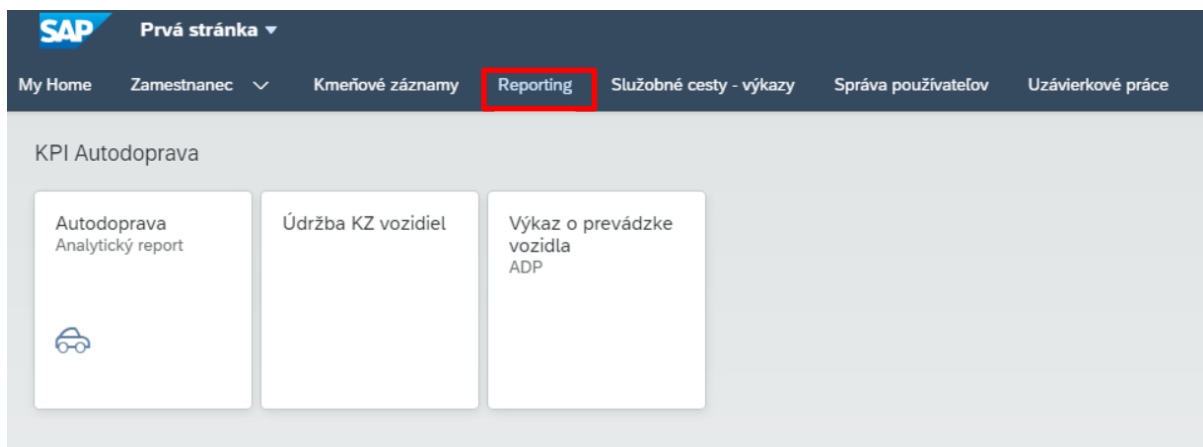 SAP Prvá stránka
My Home Zamestnanec Kmeňové záznamy Reporting Služobné cesty - výkazy Správa používateľov Uzávierkové práce
KPI Autodoprava
Autodoprava
Analytický report
Údržba KZ vozidiel
Výkaz o prevádzke
vozidla
ADP